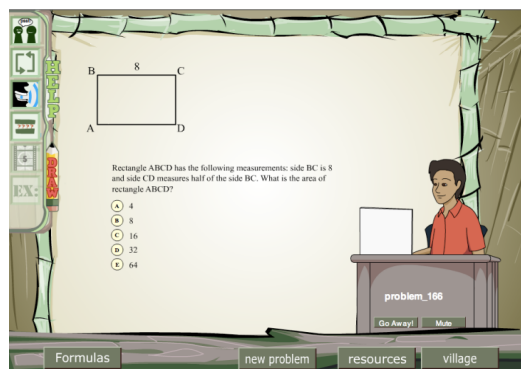 HELP
DRAW
$
EX:
8
B
C
A
D
Rectangle ABCD has the following measurements: side BC is 8
and side CD measures half of the side BC. What is the area of
rectangle ABCD?
A 4
B 8
C 16
D 32
E 64
problem_166
Go Away! Mute
Formulas new problem resources village